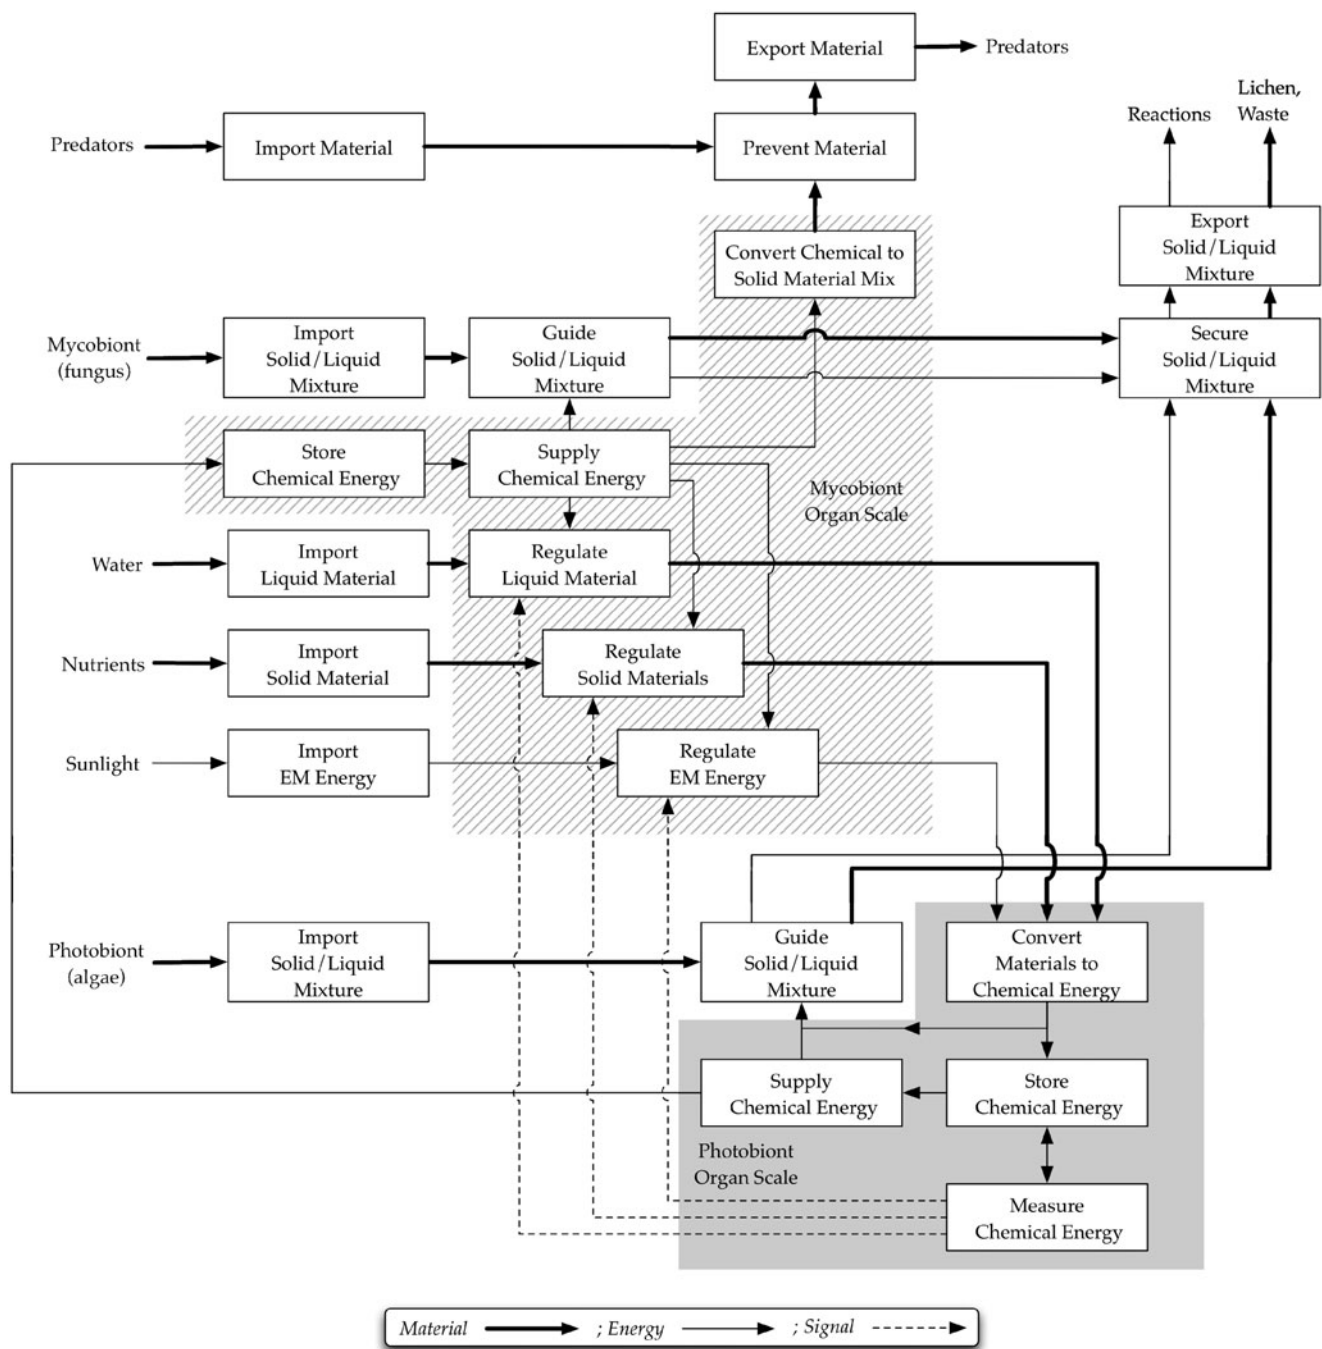 Export Material
Predators
Lichen,
Waste
Reactions
Predators
Import Material
Prevent Material
Convert Chemical to
Solid Material Mix
Export
Solid/Liquid
Mixture
Mycobiont
(fungus)
Import
Solid/Liquid
Mixture
Guide
Solid/Liquid
Mixture
Secure
Solid/Liquid
Mixture
Store
Chemical Energy
Supply
Chemical Energy
Mycobiont
Organ Scale
Water
Import
Liquid Material
Regulate
Liquid Material
Nutrients
Import
Solid Material
Regulate
Solid Materials
Sunlight
Import
EM Energy
Regulate
EM Energy
Photobiont
(algae)
Import
Solid/Liquid
Mixture
Guide
Solid/Liquid
Mixture
Convert
Materials to
Chemical Energy
Supply
Chemical Energy
Store
Chemical Energy
Photobiont
Organ Scale
Measure
Chemical Energy
Material ; Energy ; Signal